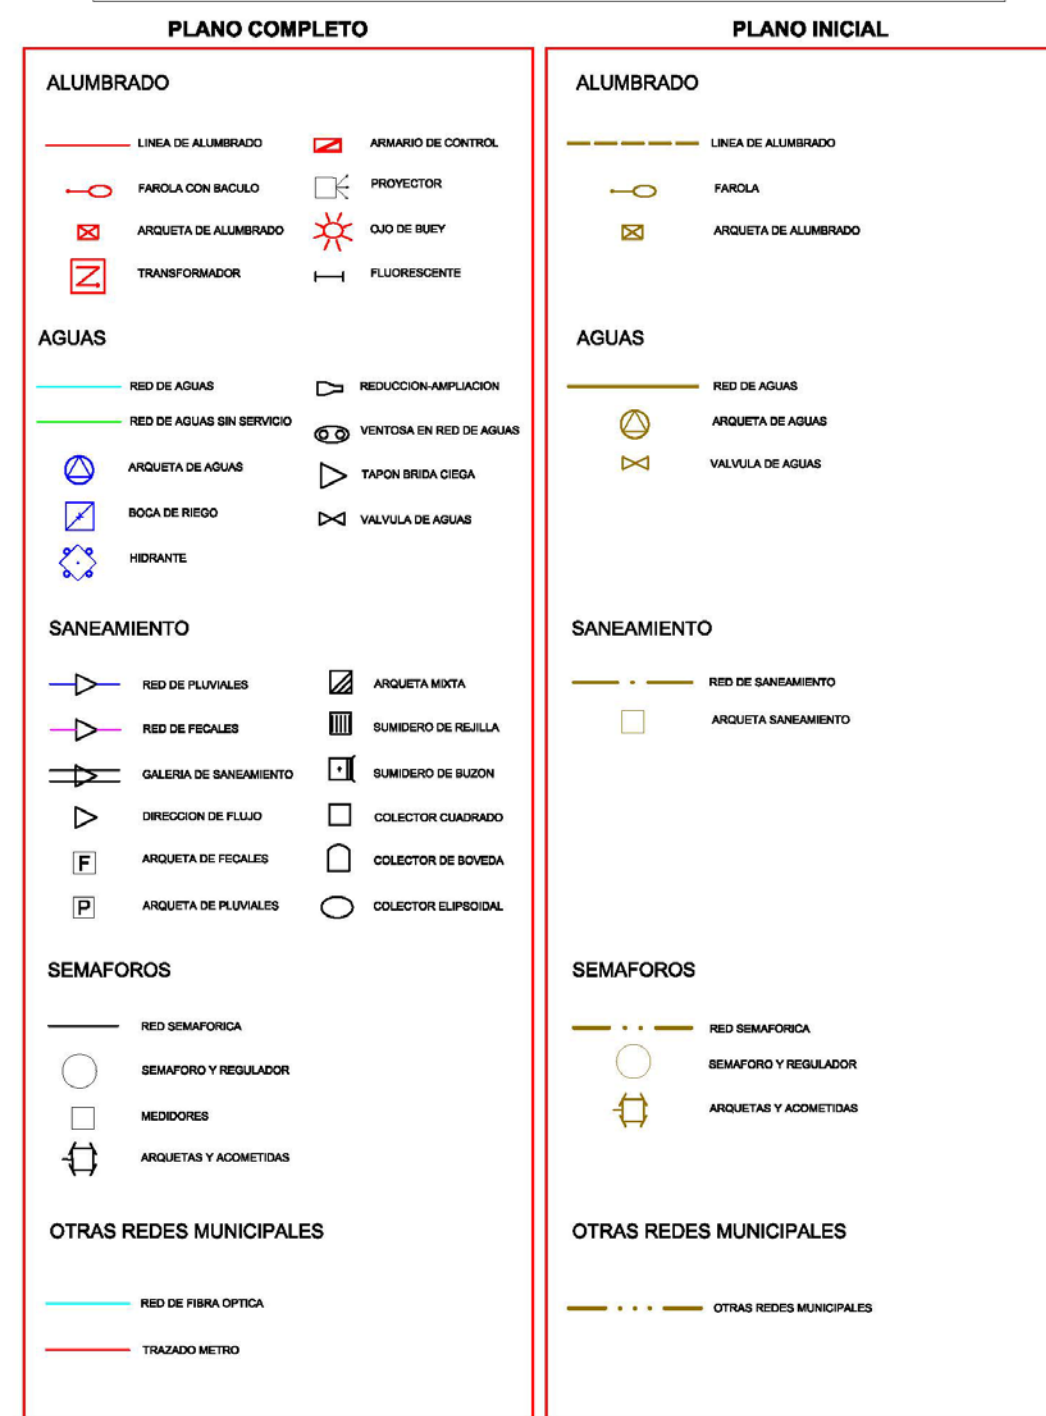 PLANO COMPLETO
ALUMBRADO
LINEA DE ALUMBRADO
ARMARIO DE CONTROL
FAROLA CON BACULO
PROYECTOR
ARQUETA DE ALUMBRADO
OJO DE BUEY
TRANSFORMADOR
FLUORESCENTE
AGUAS
RED DE AGUAS
REDUCCION-AMPLIACION
RED DE AGUAS SIN SERVICIO
VENTOSA EN RED DE AGUAS
ARQUETA DE AGUAS
TAPON BRIDA CIEGA
BOCA DE RIEGO
VALVULA DE AGUAS
HIDRANTE
SANEAMIENTO
RED DE PLUVIALES
ARQUETA MIXTA
RED DE FECALES
SUMIDERO DE REJILLA
GALERIA DE SANEAMIENTO
SUMIDERO DE BUZON
DIRECCION DE FLUJO
COLECTOR CUADRADO
F ARQUETA DE FECALES
COLECTOR DE BOVEDA
P ARQUETA DE PLUVIALES
COLECTOR ELIPSOIDAL
SEMAFOROS
RED SEMAFORICA
SEMAFORO Y REGULADOR
MEDIDORES
ARQUETAS Y ACOMETIDAS
OTRAS REDES MUNICIPALES
RED DE FIBRA OPTICA
TRAZADO METRO
PLANO INICIAL
ALUMBRADO
LINEA DE ALUMBRADO
FAROLA
ARQUETA DE ALUMBRADO
AGUAS
RED DE AGUAS
ARQUETA DE AGUAS
VALVULA DE AGUAS
SANEAMIENTO
RED DE SANEAMIENTO
ARQUETA SANEAMIENTO
SEMAFOROS
RED SEMAFORICA
SEMAFORO Y REGULADOR
ARQUETAS Y ACOMETIDAS
OTRAS REDES MUNICIPALES
OTRAS REDES MUNICIPALES